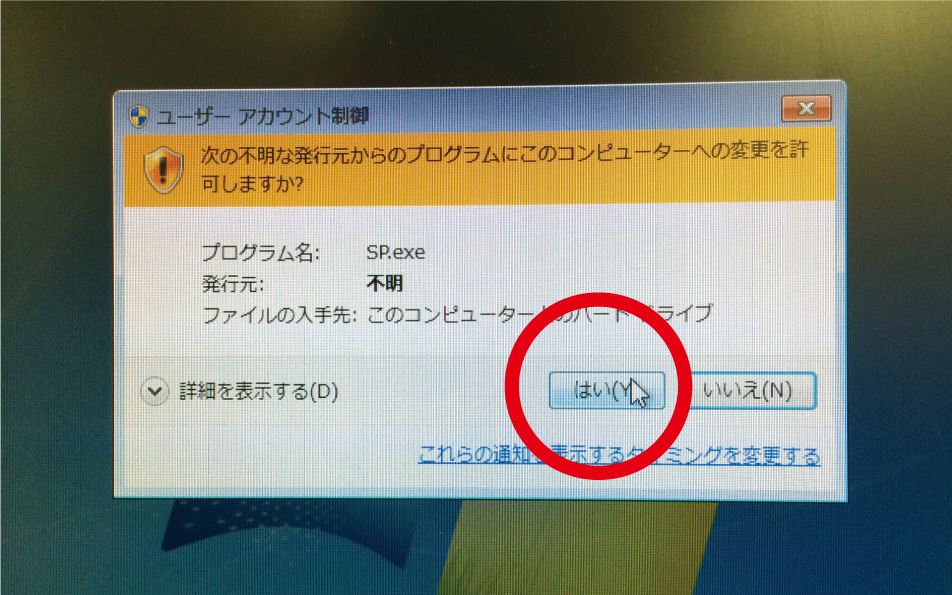 ユーザー アカウント制御
次の不明な発行元からのプログラムにこのコンピューターへの変更を許
可しますか?
プログラム名: SP.exe
発行元: 不明
ファイルの入手先: このコンピューター上のハード ドライブ
詳細を表示する(D)
はい(Y)
いいえ(N)
これらの通知を表示するタイミングを変更する